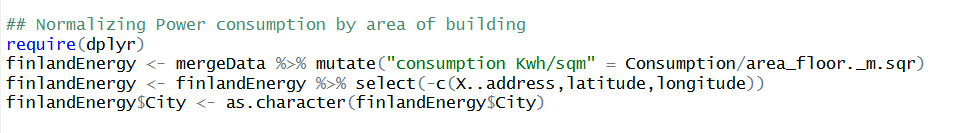 ## Normalizing Power consumption by area of building
require(dplyr)
finlandEnergy <- mergeData %>% mutate("consumption Kwh/sqm" = Consumption/area_floor._m.sqr)
finlandEnergy <- finlandEnergy %>% select(-c(X..address,latitude,longitude))
finlandEnergy$City <- as.character(finlandEnergy$City)